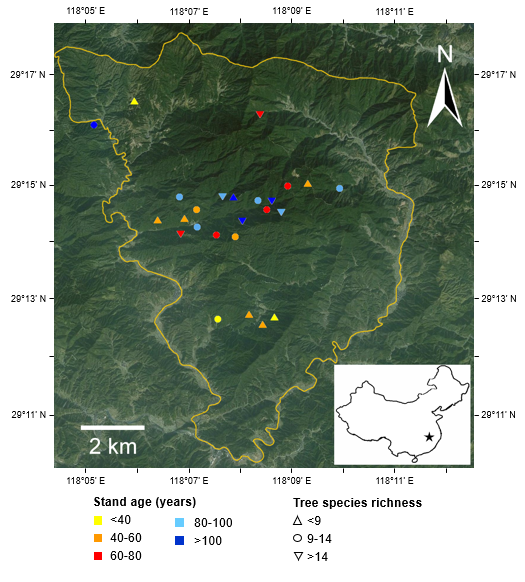 118°05' E 118°07' E 118°09' E 118°11' E
N
29°17' N 29°17' N
29°15' N 29°15' N
29°13' N 29°13' N
29°11' N 29°11' N
2 km
118°05' E 118°07' E 118°09' E 118°11' E
Stand age (years)
<40
40-60
60-80
80-100
>100
Tree species richness
<9
9-14
>14